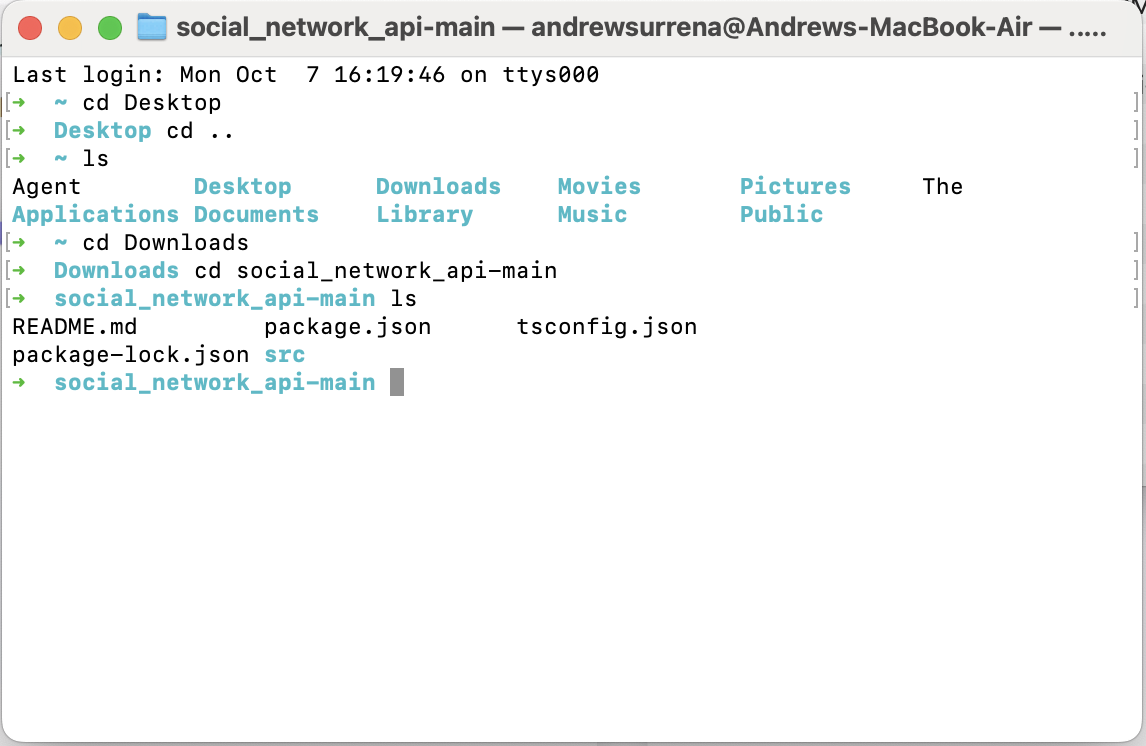 social_network_api-main — andrewsurrena@Andrews-MacBook-Air — .....
Last login: Mon Oct  7 16:19:46 on ttys000
[➜  ~ cd Desktop ]
[➜  Desktop cd .. ]
[➜  ~ ls ]
Agent        Desktop      Downloads    Movies       Pictures     The
Applications Documents    Library      Music        Public
[➜  ~ cd Downloads ]
[➜  Downloads cd social_network_api-main ]
[➜  social_network_api-main ls ]
README.md         package.json      tsconfig.json
package-lock.json src
➜  social_network_api-main